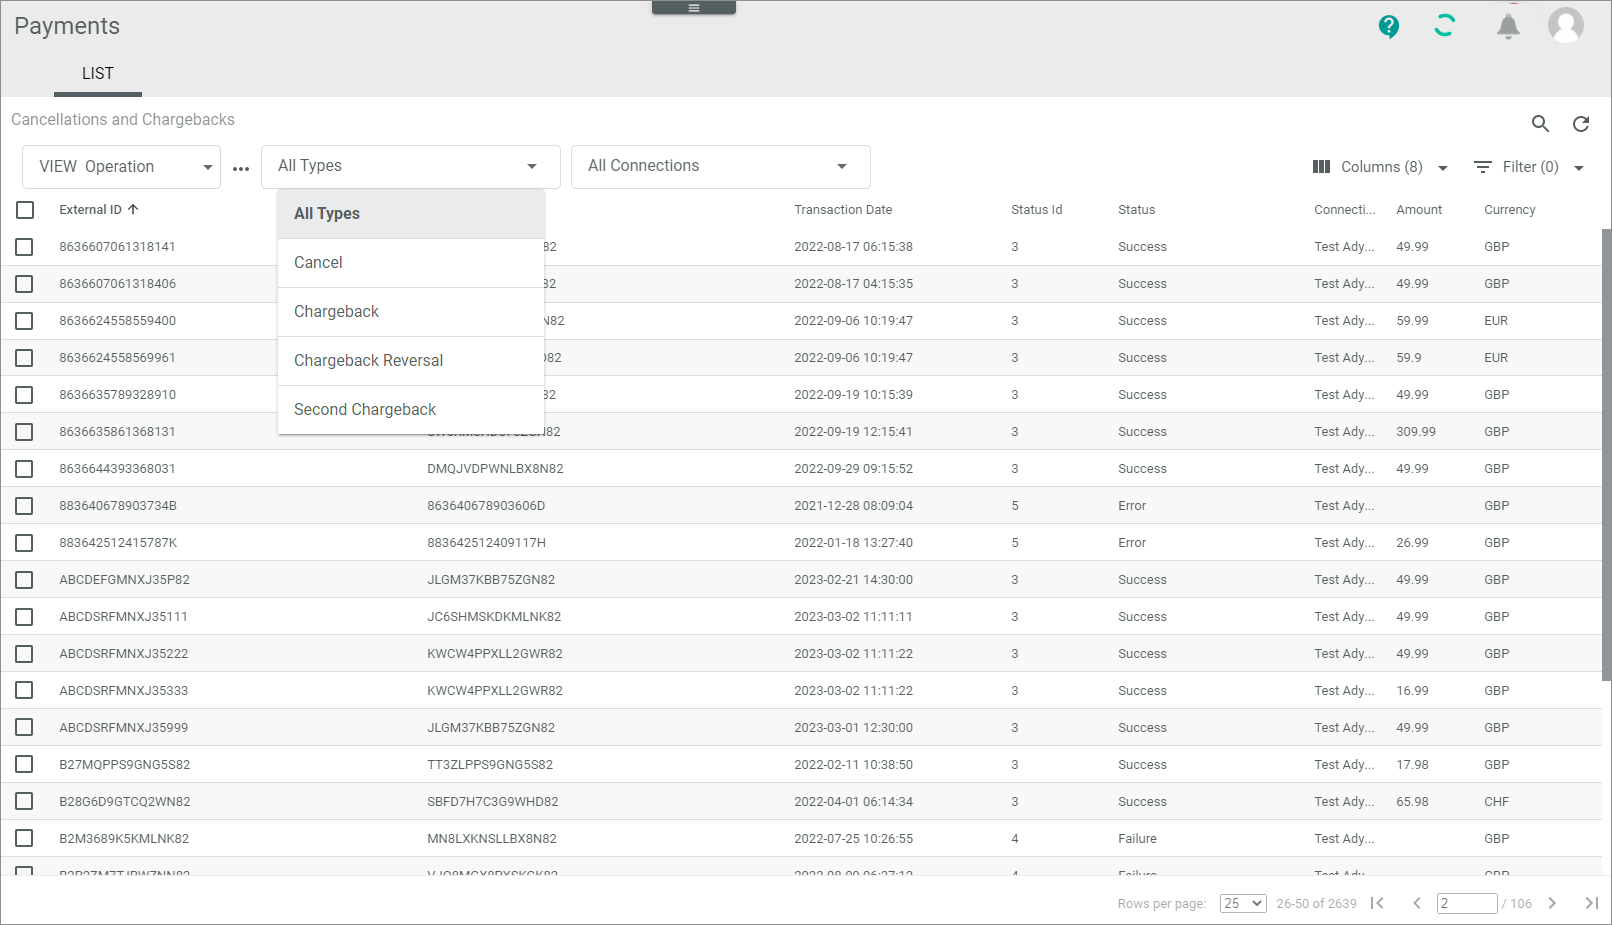 Payments
LIST
Cancellations and Chargebacks
VIEW Operation ... All Types All Connections Columns (8) Filter (0)
All Types
Cancel
Chargeback
Chargeback Reversal
Second Chargeback
External ID Transaction Date Status Id Status Connecti... Amount Currency
8636607061318141 82 2022-08-17 06:15:38 3 Success Test Ady... 49.99 GBP
8636607061318406 82 2022-08-17 04:15:35 3 Success Test Ady... 49.99 GBP
8636624558559400 N82 2022-09-06 10:19:47 3 Success Test Ady... 59.99 EUR
8636624558569961 82 2022-09-06 10:19:47 3 Success Test Ady... 59.9 EUR
8636635789328910 82 2022-09-19 10:15:39 3 Success Test Ady... 49.99 GBP
8636635861368131 82 2022-09-19 12:15:41 3 Success Test Ady... 309.99 GBP
8636644393368031 DMQJVDPWNLBX8N82 2022-09-29 09:15:52 3 Success Test Ady... 49.99 GBP
883640678903734B 863640678903606D 2021-12-28 08:09:04 5 Error Test Ady... GBP
883642512415787K 883642512409117H 2022-01-18 13:27:40 5 Error Test Ady... 26.99 GBP
ABCDEFGMNXJ35P82 JLGM37KBB75ZGN82 2023-02-21 14:30:00 3 Success Test Ady... 49.99 GBP
ABCDSRFMNXJ35111 JC6SHMSKDKMLNK82 2023-03-02 11:11:11 3 Success Test Ady... 49.99 GBP
ABCDSRFMNXJ35222 KWCW4PPXLL2GWR82 2023-03-02 11:11:22 3 Success Test Ady... 49.99 GBP
ABCDSRFMNXJ35333 KWCW4PPXLL2GWR82 2023-03-02 11:11:22 3 Success Test Ady... 16.99 GBP
ABCDSRFMNXJ35999 JLGM37KBB75ZGN82 2023-03-01 12:30:00 3 Success Test Ady... 49.99 GBP
B27MQPPS9GNG5S82 TT3ZLPPS9GNG5S82 2022-02-11 10:38:50 3 Success Test Ady... 17.98 GBP
B28G6D9GTCQ2WN82 SBFD7H7C3G9WHD82 2022-04-01 06:14:34 3 Success Test Ady... 65.98 CHF
B2M3689K5KMLNK82 MN8LXKNSLLBX8N82 2022-07-25 10:26:55 4 Failure Test Ady... GBP
4 Failure Test Ady... GBP
Rows per page: 25 26-50 of 2639 2 / 106